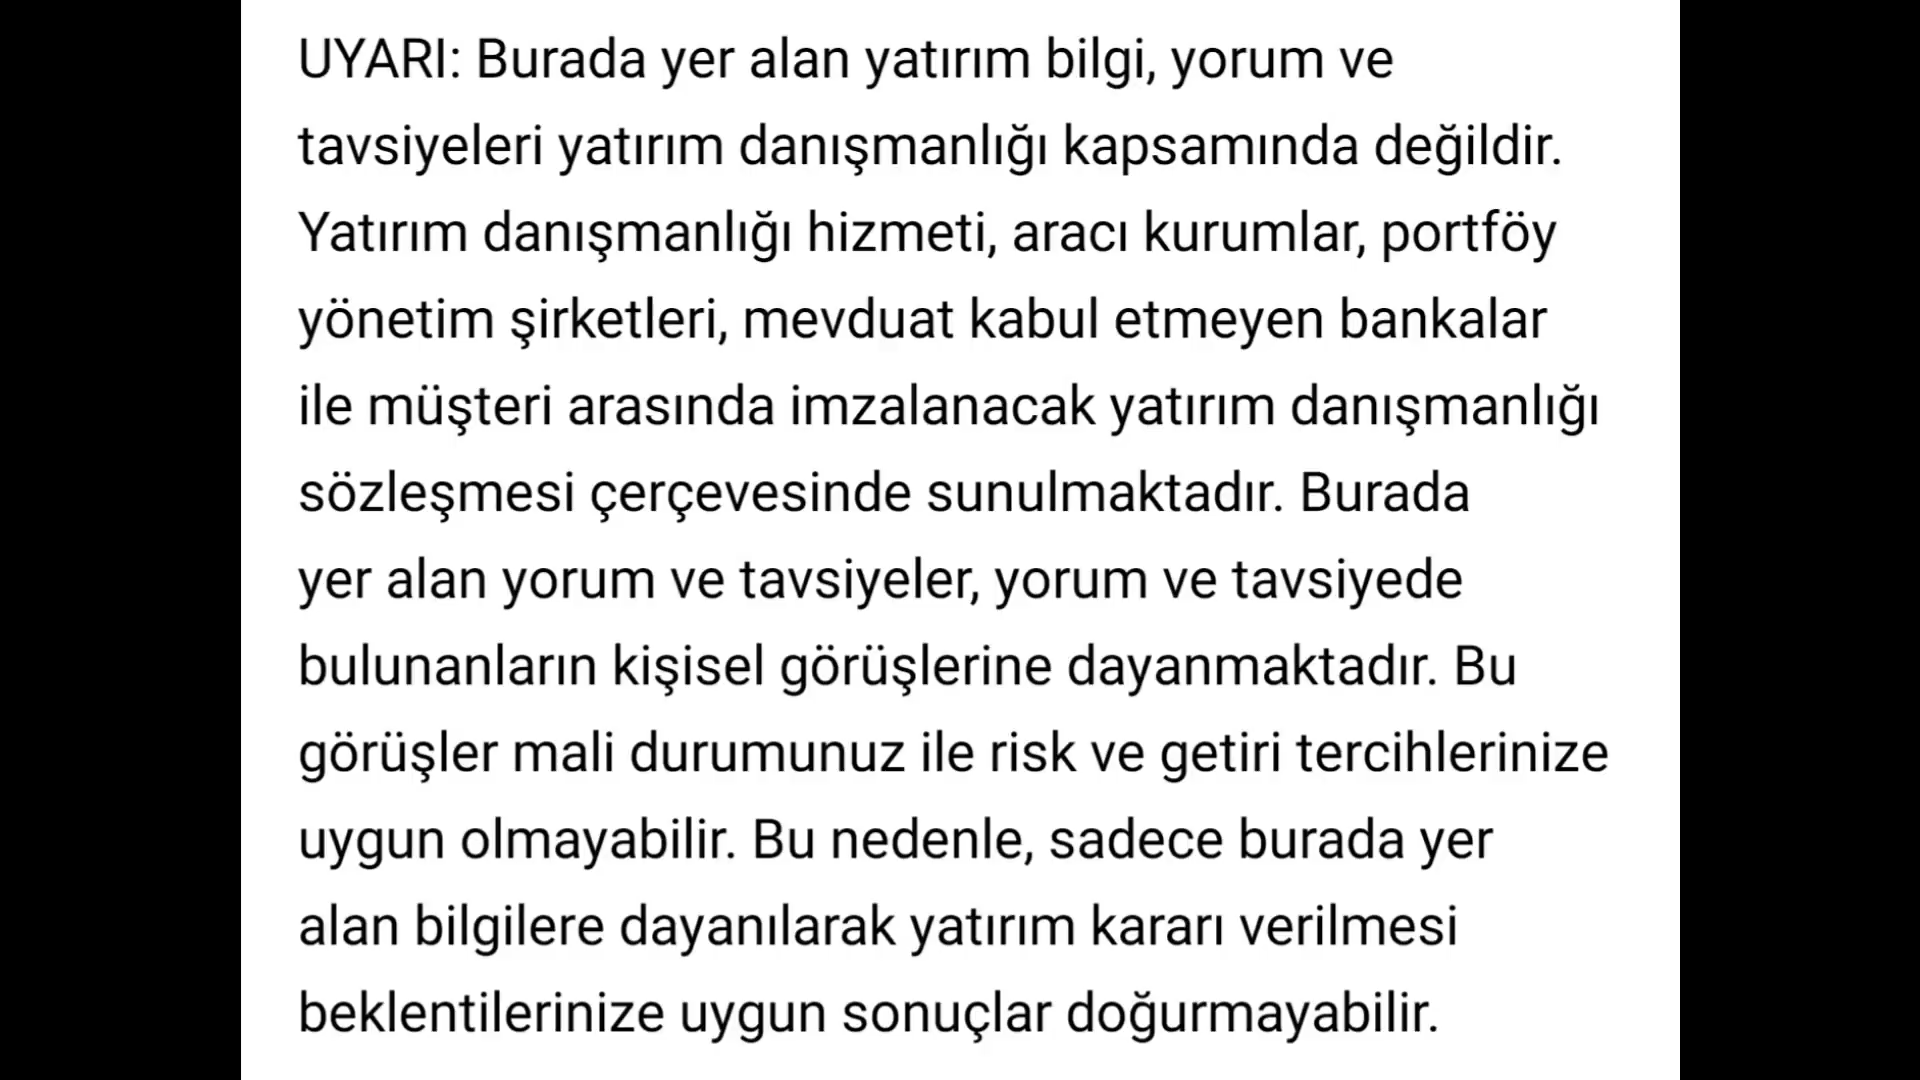 UYARI: Burada yer alan yatırım bilgi, yorum ve
tavsiyeleri yatırım danışmanlığı kapsamında değildir.
Yatırım danışmanlığı hizmeti, aracı kurumlar, portföy
yönetim şirketleri, mevduat kabul etmeyen bankalar
ile müşteri arasında imzalanacak yatırım danışmanlığı
sözleşmesi çerçevesinde sunulmaktadır. Burada
yer alan yorum ve tavsiyeler, yorum ve tavsiyede
bulunanların kişisel görüşlerine dayanmaktadır. Bu
görüşler mali durumunuz ile risk ve getiri tercihlerinize
uygun olmayabilir. Bu nedenle, sadece burada yer
alan bilgilere dayanılarak yatırım kararı verilmesi
beklentilerinize uygun sonuçlar doğurmayabilir.